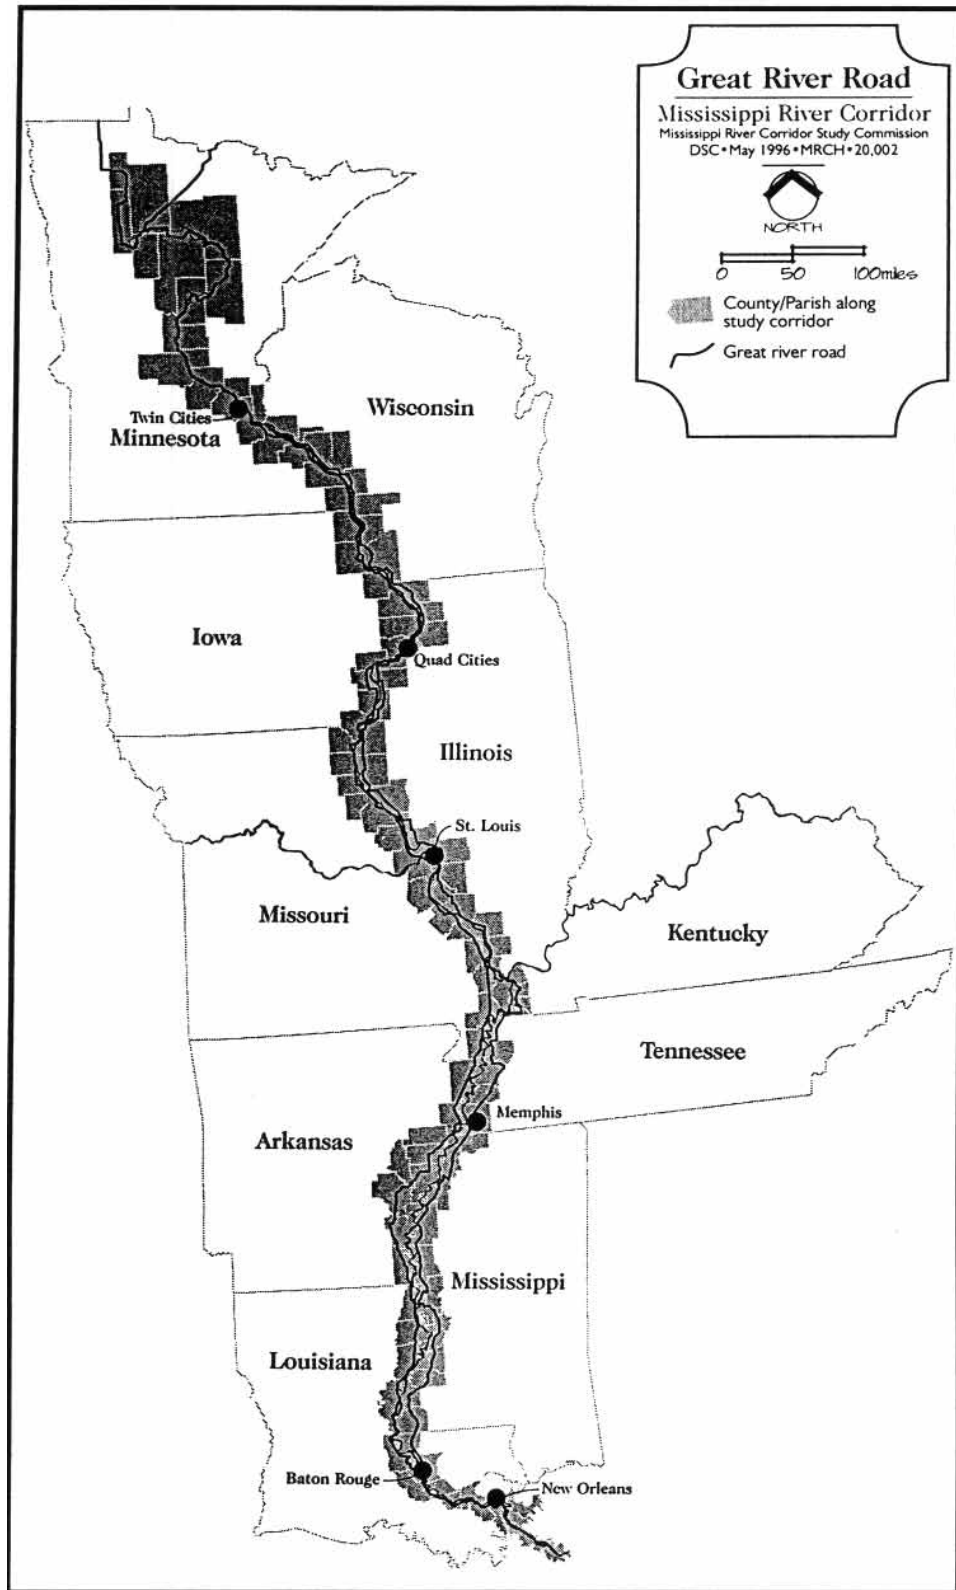 Great River Road
Mississippi River Corridor
Mississippi River Corridor Study Commission
DSC•May 1996•MRCH•20,002
NORTH
0 50 100miles
County/Parish along
study corridor
Great river road
Wisconsin
Twin Cities
Minnesota
Iowa
Quad Cities
Illinois
St. Louis
Missouri
Kentucky
Tennessee
Memphis
Arkansas
Mississippi
Louisiana
Baton Rouge
New Orleans